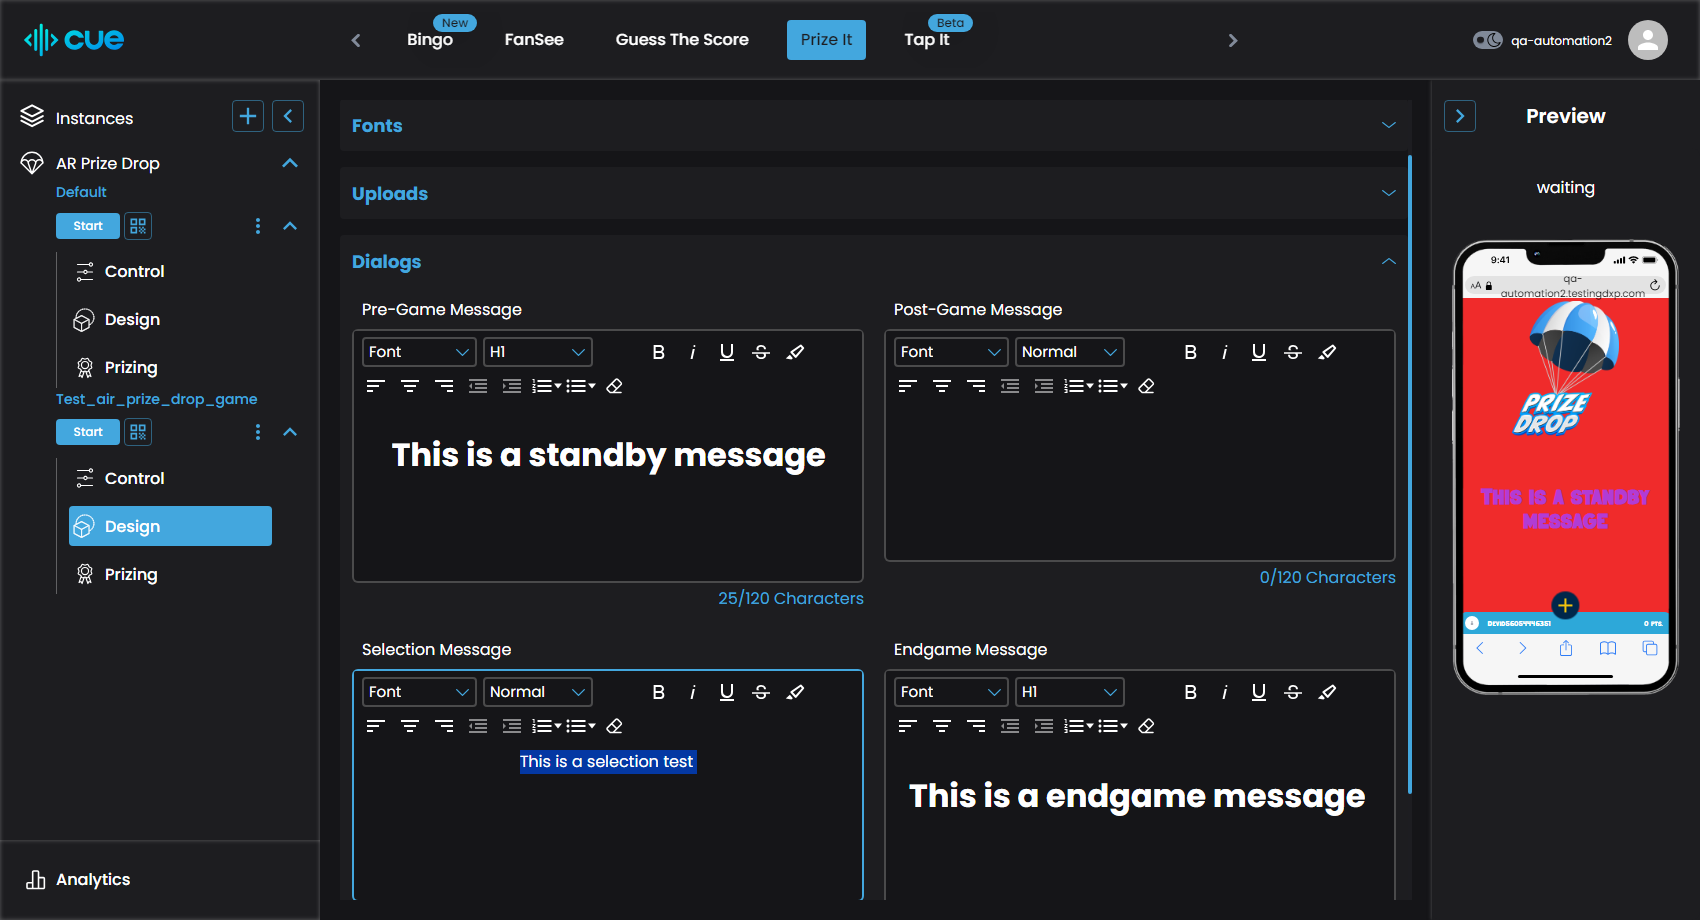 cue
New
Bingo
FanSee
Guess The Score
Prize It
Beta
Tap It
qa-automation2
Instances
AR Prize Drop
Default
Start
Control
Design
Prizing
Test_air_prize_drop_game
Start
Control
Design
Prizing
Analytics
Fonts
Uploads
Dialogs
Pre-Game Message
Font
H1
B i U S
This is a standby message
25/120 Characters
Post-Game Message
Font
Normal
B i U S
0/120 Characters
Selection Message
Font
Normal
B i U S
This is a selection test
Endgame Message
Font
H1
B i U S
This is a endgame message
Preview
waiting
9:41
AA
qa-
automation2.testingdxp.com
PRIZE
DROP
This is a standby
message
0 PTS.